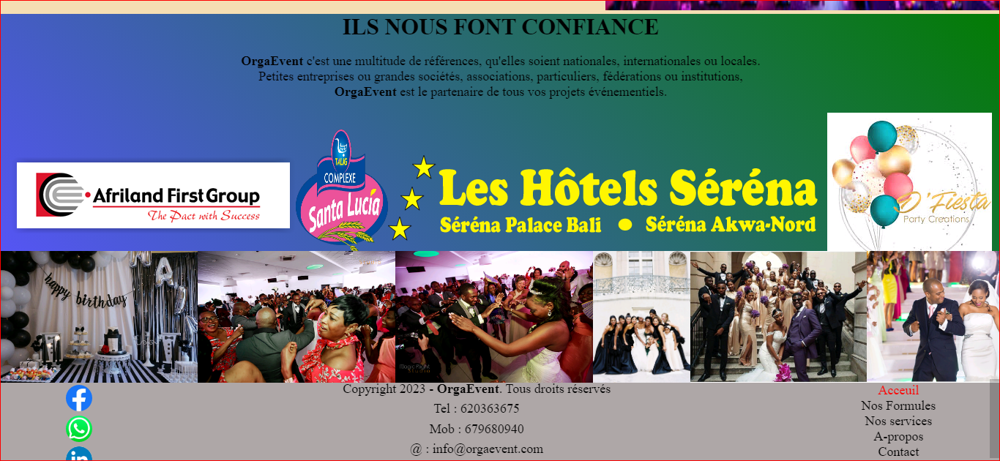 ILS NOUS FONT CONFIANCE
OrgaEvent c'est une multitude de références, qu'elles soient nationales, internationales ou locales.
Petites entreprises ou grandes sociétés, associations, particuliers, fédérations ou institutions,
OrgaEvent est le partenaire de tous vos projets événementiels.
Afriland First Group
The Pact with Success
TALAG
COMPLEXE
Santa Lucía
Les Hôtels Séréna
Séréna Palace Bali ● Séréna Akwa-Nord
D'Fiesta
Party Creations
happy birthday
Magic Flight
Studio
Copyright 2023 - OrgaEvent. Tous droits réservés
Tel : 620363675
Mob : 679680940
@ : info@orgaevent.com
Acceuil
Nos Formules
Nos services
A-propos
Contact